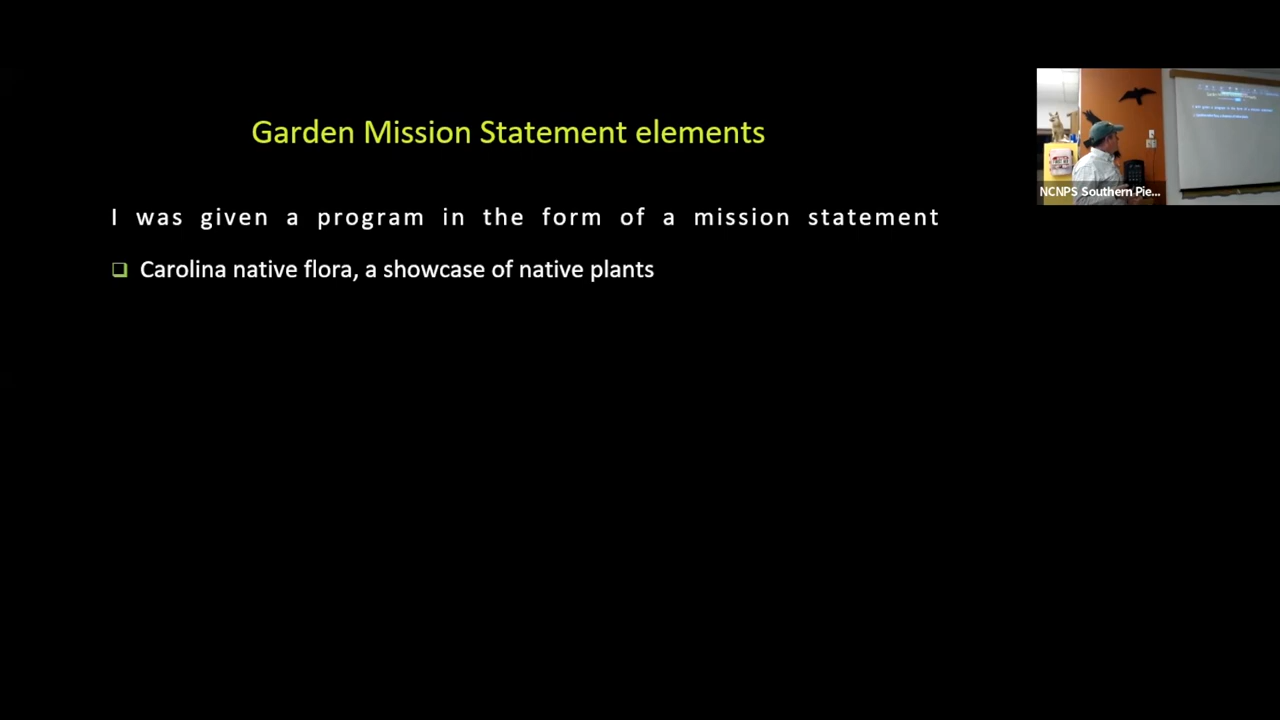 Garden Mission Statement elements
I was given a program in the form of a mission statement
Carolina native flora, a showcase of native plants
NCNPS Southern Pie...